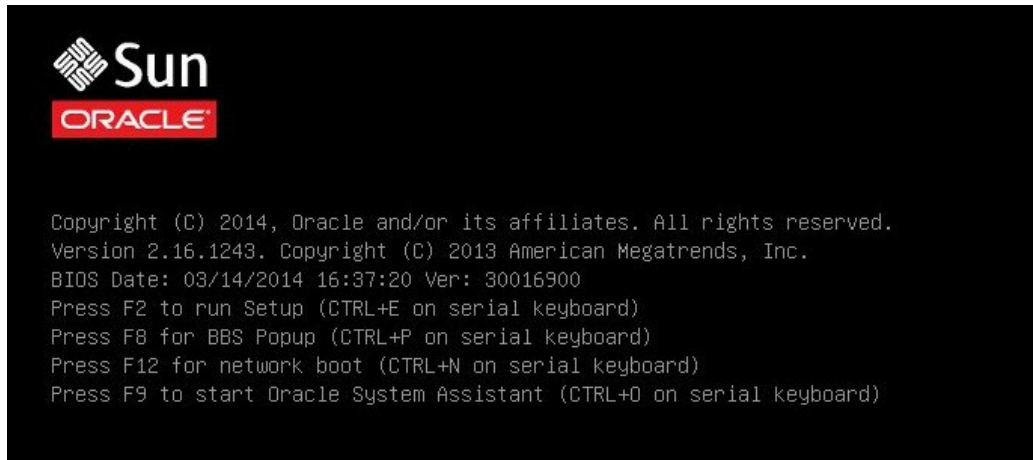 Sun
ORACLE
Copyright (C) 2014, Oracle and/or its affiliates. All rights reserved.
Version 2.16.1243. Copyright (C) 2013 American Megatrends, Inc.
BIOS Date: 03/14/2014 16:37:20 Ver: 30016900
Press F2 to run Setup (CTRL+E on serial keyboard)
Press F8 for BBS Popup (CTRL+P on serial keyboard)
Press F12 for network boot (CTRL+N on serial keyboard)
Press F9 to start Oracle System Assistant (CTRL+O on serial keyboard)